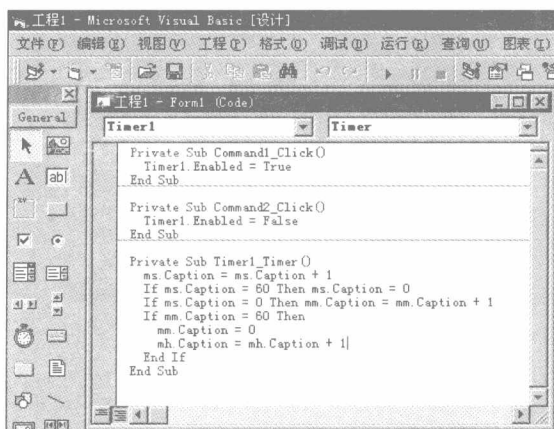 工程1 - Microsoft Visual Basic [设计]
文件(F) 编辑(E) 视图(V) 工程(P) 格式(O) 调试(D) 运行(R) 查询(U) 图表(I)
General
工程1 - Form1 (Code)
Timer1 Timer
Private Sub Command1_Click()
Timer1.Enabled = True
End Sub
Private Sub Command2_Click()
Timer1.Enabled = False
End Sub
Private Sub Timer1_Timer()
ms.Caption = ms.Caption + 1
If ms.Caption = 60 Then ms.Caption = 0
If ms.Caption = 0 Then mm.Caption = mm.Caption + 1
If mm.Caption = 60 Then
mm.Caption = 0
mh.Caption = mh.Caption + 1
End If
End Sub
A
ab
xv